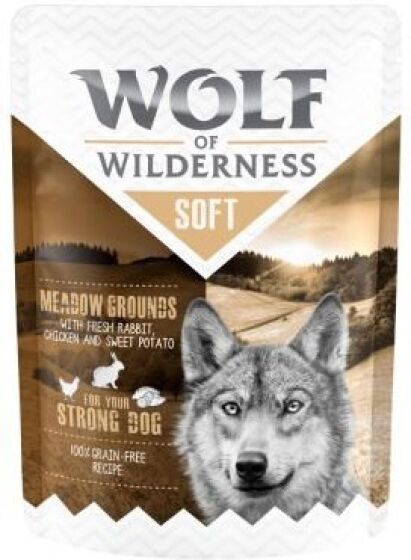 WOLF
OF
WILDERNESS
SOFT
MEADOW GROUNDS
WITH FRESH RABBIT,
CHICKEN AND SWEET POTATO
FOR YOUR
STRONG DOG
100% GRAIN-FREE
RECIPE